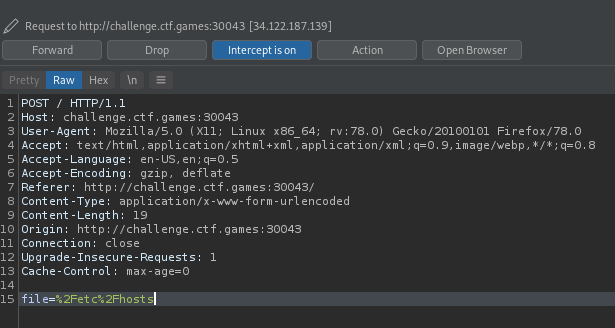 Request to http://challenge.ctf.games:30043 [34.122.187.139]
Forward Drop Intercept is on Action Open Browser
Pretty Raw Hex \n
1 POST / HTTP/1.1
2 Host: challenge.ctf.games:30043
3 User-Agent: Mozilla/5.0 (X11; Linux x86_64; rv:78.0) Gecko/20100101 Firefox/78.0
4 Accept: text/html,application/xhtml+xml,application/xml;q=0.9,image/webp,*/*;q=0.8
5 Accept-Language: en-US,en;q=0.5
6 Accept-Encoding: gzip, deflate
7 Referer: http://challenge.ctf.games:30043/
8 Content-Type: application/x-www-form-urlencoded
9 Content-Length: 19
10 Origin: http://challenge.ctf.games:30043
11 Connection: close
12 Upgrade-Insecure-Requests: 1
13 Cache-Control: max-age=0
14
15 file=%2Fetc%2Fhosts